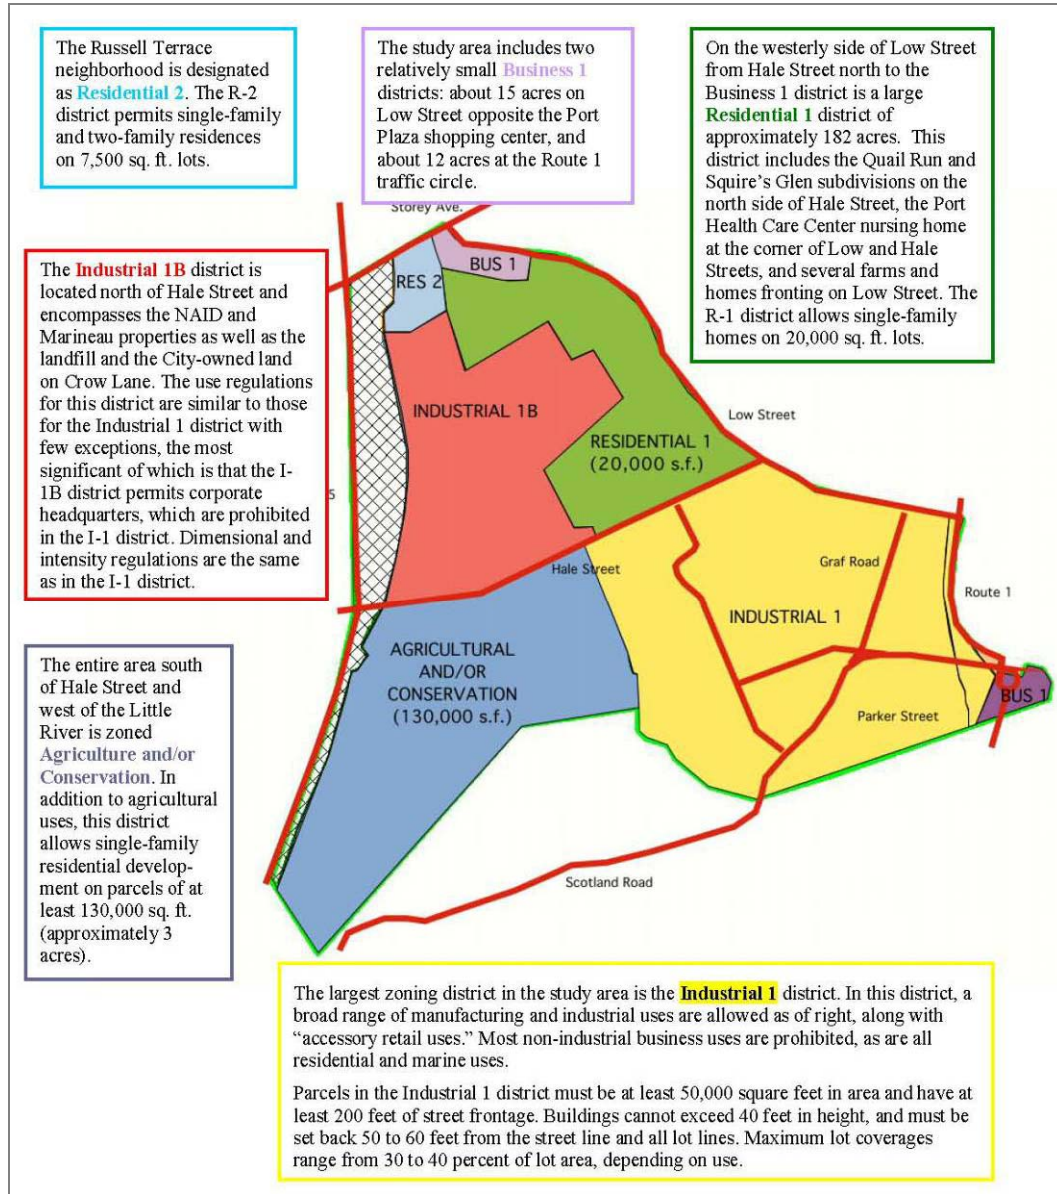 The Russell Terrace
neighborhood is designated
as Residential 2. The R-2
district permits single-family
and two-family residences
on 7,500 sq. ft. lots.
The study area includes two
relatively small Business 1
districts: about 15 acres on
Low Street opposite the Port
Plaza shopping center, and
about 12 acres at the Route 1
traffic circle.
On the westerly side of Low Street
from Hale Street north to the
Business 1 district is a large
Residential 1 district of
approximately 182 acres. This
district includes the Quail Run and
Squire's Glen subdivisions on the
north side of Hale Street, the Port
Health Care Center nursing home
at the corner of Low and Hale
Streets, and several farms and
homes fronting on Low Street. The
R-1 district allows single-family
homes on 20,000 sq. ft. lots.
Storey Ave.
BUS 1
RES 2
The Industrial 1B district is
located north of Hale Street and
encompasses the NAID and
Marineau properties as well as the
landfill and the City-owned land
on Crow Lane. The use regulations
for this district are similar to those
for the Industrial 1 district with
few exceptions, the most
significant of which is that the I-
1B district permits corporate
headquarters, which are prohibited
in the I-1 district. Dimensional and
intensity regulations are the same
as in the I-1 district.
5
INDUSTRIAL 1B
Low Street
RESIDENTIAL 1
(20,000 s.f.)
Hale Street
Graf Road
Route 1
INDUSTRIAL 1
AGRICULTURAL
AND/OR
CONSERVATION
(130,000 s.f.)
BUS 1
Parker Street
The entire area south
of Hale Street and
west of the Little
River is zoned
Agriculture and/or
Conservation. In
addition to agricultural
uses, this district
allows single-family
residential develop-
ment on parcels of at
least 130,000 sq. ft.
(approximately 3
acres).
Scotland Road
The largest zoning district in the study area is the Industrial 1 district. In this district, a
broad range of manufacturing and industrial uses are allowed as of right, along with
“accessory retail uses.” Most non-industrial business uses are prohibited, as are all
residential and marine uses.
Parcels in the Industrial 1 district must be at least 50,000 square feet in area and have at
least 200 feet of street frontage. Buildings cannot exceed 40 feet in height, and must be
set back 50 to 60 feet from the street line and all lot lines. Maximum lot coverages
range from 30 to 40 percent of lot area, depending on use.